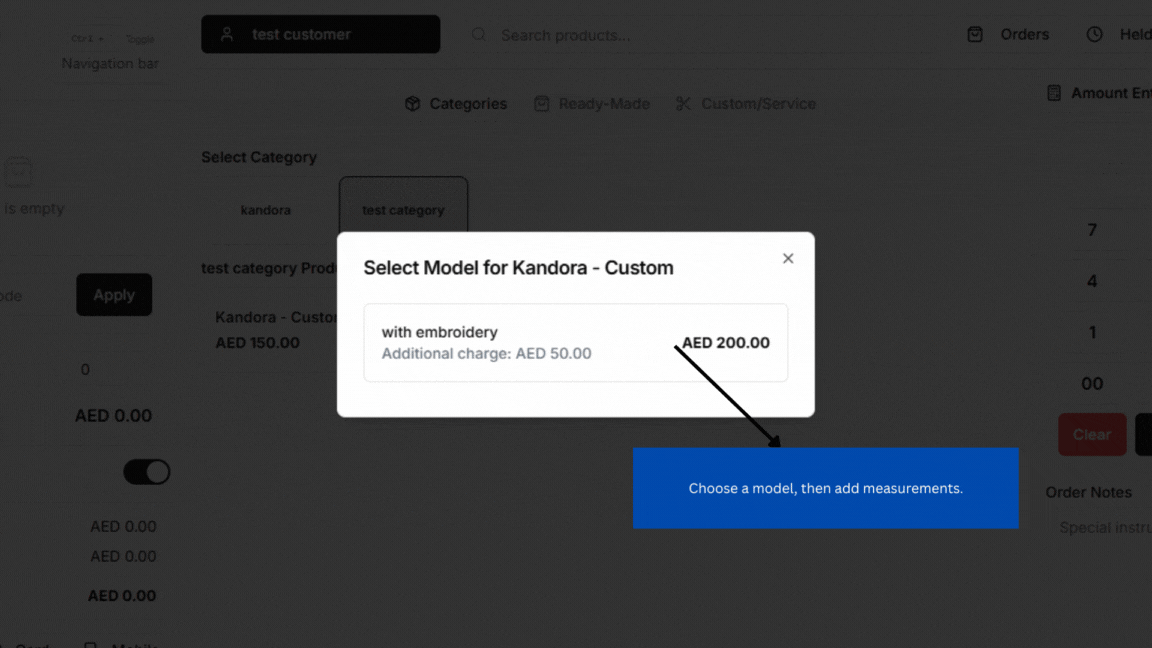 test customer
Search products...
Orders
Held
Ctrl +
Toggle
Navigation bar
Categories
Ready-Made
Custom/Service
Amount Ent
Select Category
is empty
kandora
test category
7
Select Model for Kandora - Custom
test category Prod
4
ode
Apply
Kandora - Custor
AED 150.00
with embroidery
Additional charge: AED 50.00
AED 200.00
1
0
00
AED 0.00
Clear
Choose a model, then add measurements.
Order Notes
AED 0.00
Special instru
AED 0.00
AED 0.00